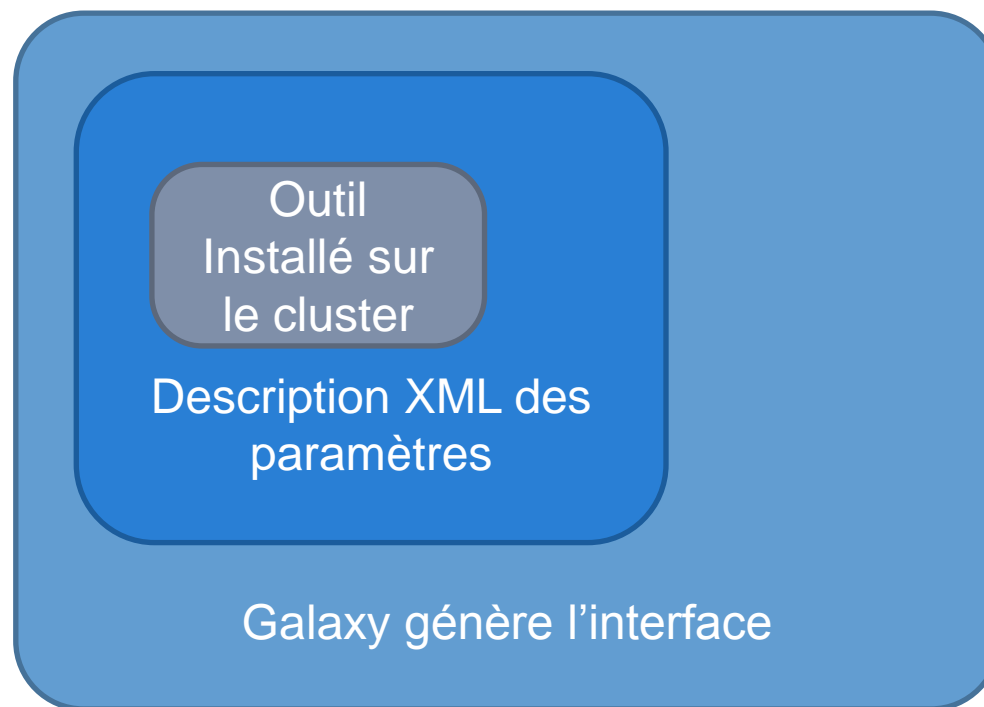 Outil
Installé sur
le cluster
Description XML des
paramètres
Galaxy génère l’interface